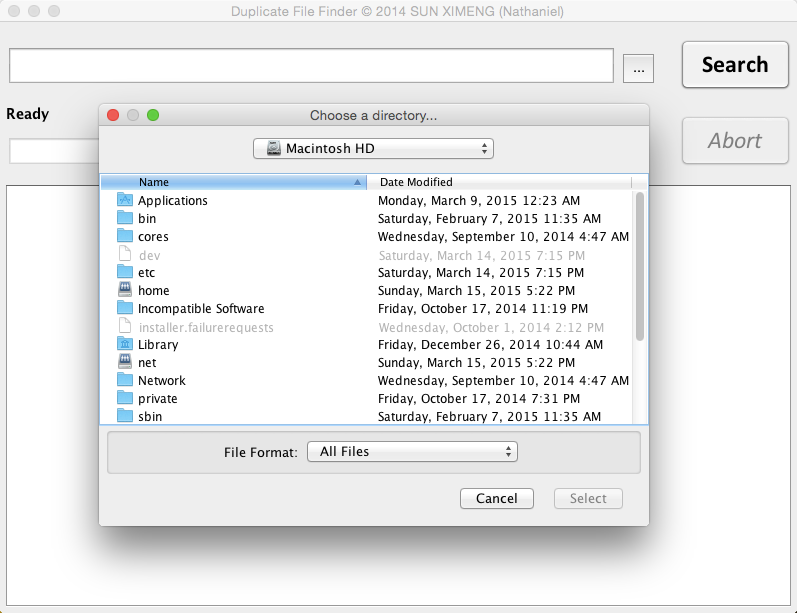 Duplicate File Finder © 2014 SUN XIMENG (Nathaniel)
...
Search
Ready
Abort
Choose a directory...
Macintosh HD
Name Date Modified
Applications Monday, March 9, 2015 12:23 AM
bin Saturday, February 7, 2015 11:35 AM
cores Wednesday, September 10, 2014 4:47 AM
dev Saturday, March 14, 2015 7:15 PM
etc Saturday, March 14, 2015 7:15 PM
home Sunday, March 15, 2015 5:22 PM
Incompatible Software Friday, October 17, 2014 11:19 PM
installer.failurerequests Wednesday, October 1, 2014 2:12 PM
Library Friday, December 26, 2014 10:44 AM
net Sunday, March 15, 2015 5:22 PM
Network Wednesday, September 10, 2014 4:47 AM
private Friday, October 17, 2014 7:31 PM
sbin Saturday, February 7, 2015 11:35 AM
File Format: All Files
Cancel Select